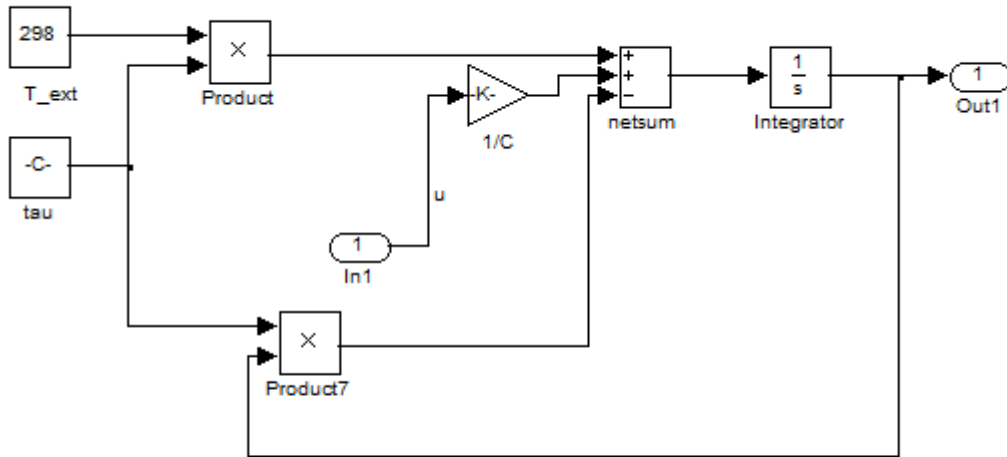 298
T_ext
×
Product
-K-
1/C
+
+
−
netsum
1
s
Integrator
1
Out1
-C-
tau
u
1
In1
×
Product7